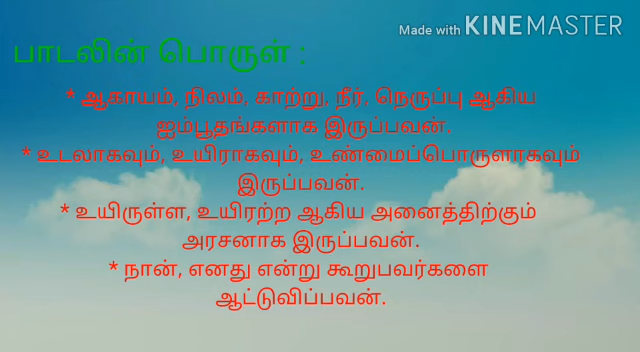 Made with KINEMASTER
பாடலின் பொருள் :
* ஆகாயம், நிலம், காற்று, நீர், நெருப்பு ஆகிய
ஐம்பூதங்களாக இருப்பவன்.
* உடலாகவும், உயிராகவும், உண்மைப்பொருளாகவும்
இருப்பவன்.
* உயிருள்ள, உயிரற்ற ஆகிய அனைத்திற்கும்
அரசனாக இருப்பவன்.
* நான், எனது என்று கூறுபவர்களை
ஆட்டுவிப்பவன்.